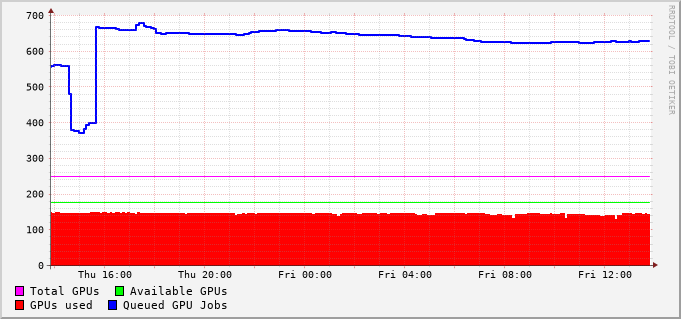 700
600
500
400
300
200
100
0
Thu 16:00 Thu 20:00 Fri 00:00 Fri 04:00 Fri 08:00 Fri 12:00
Total GPUs Available GPUs
GPUs used Queued GPU Jobs
RRDTOOL / TOBI OETIKER